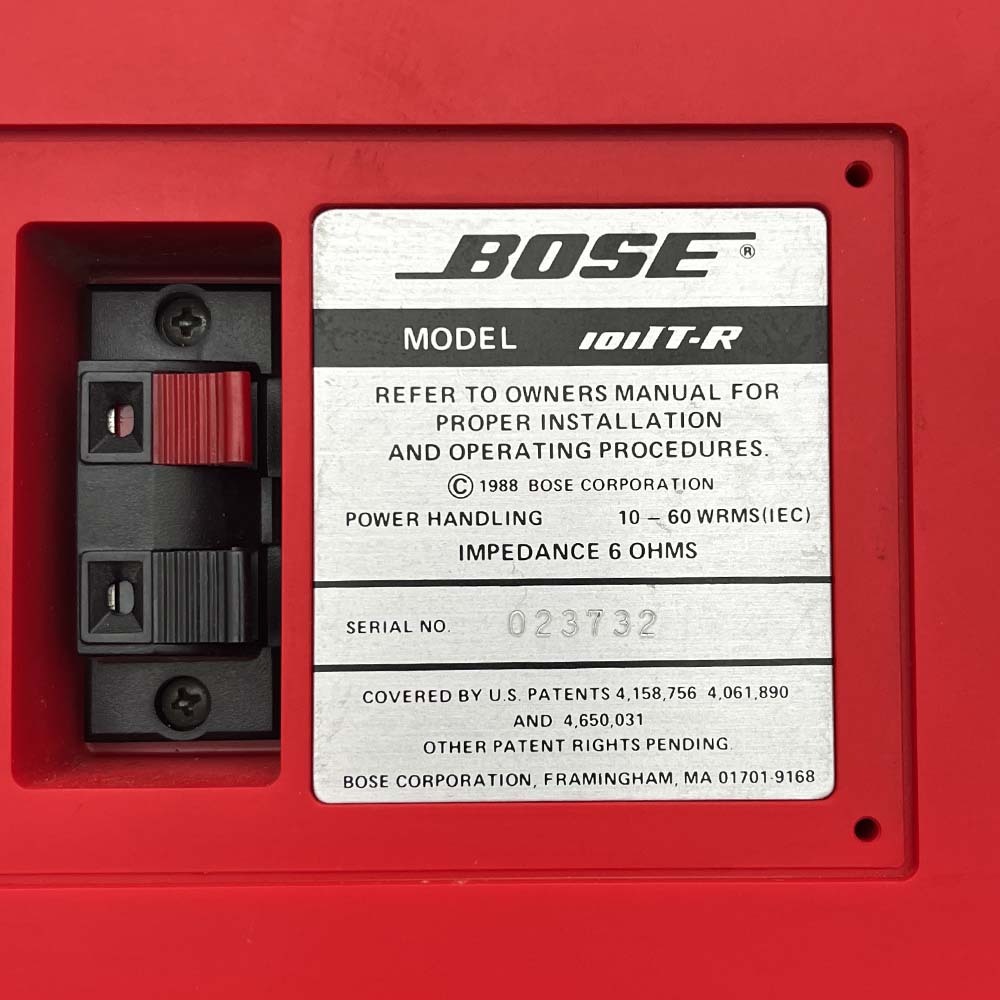 BOSE®
MODEL 101IT-R
REFER TO OWNERS MANUAL FOR
PROPER INSTALLATION
AND OPERATING PROCEDURES.
© 1988 BOSE CORPORATION
POWER HANDLING 10 – 60 WRMS(IEC)
IMPEDANCE 6 OHMS
SERIAL NO. 023732
COVERED BY U.S. PATENTS 4,158,756 4,061,890
AND 4,650,031
OTHER PATENT RIGHTS PENDING.
BOSE CORPORATION, FRAMINGHAM, MA 01701-9168